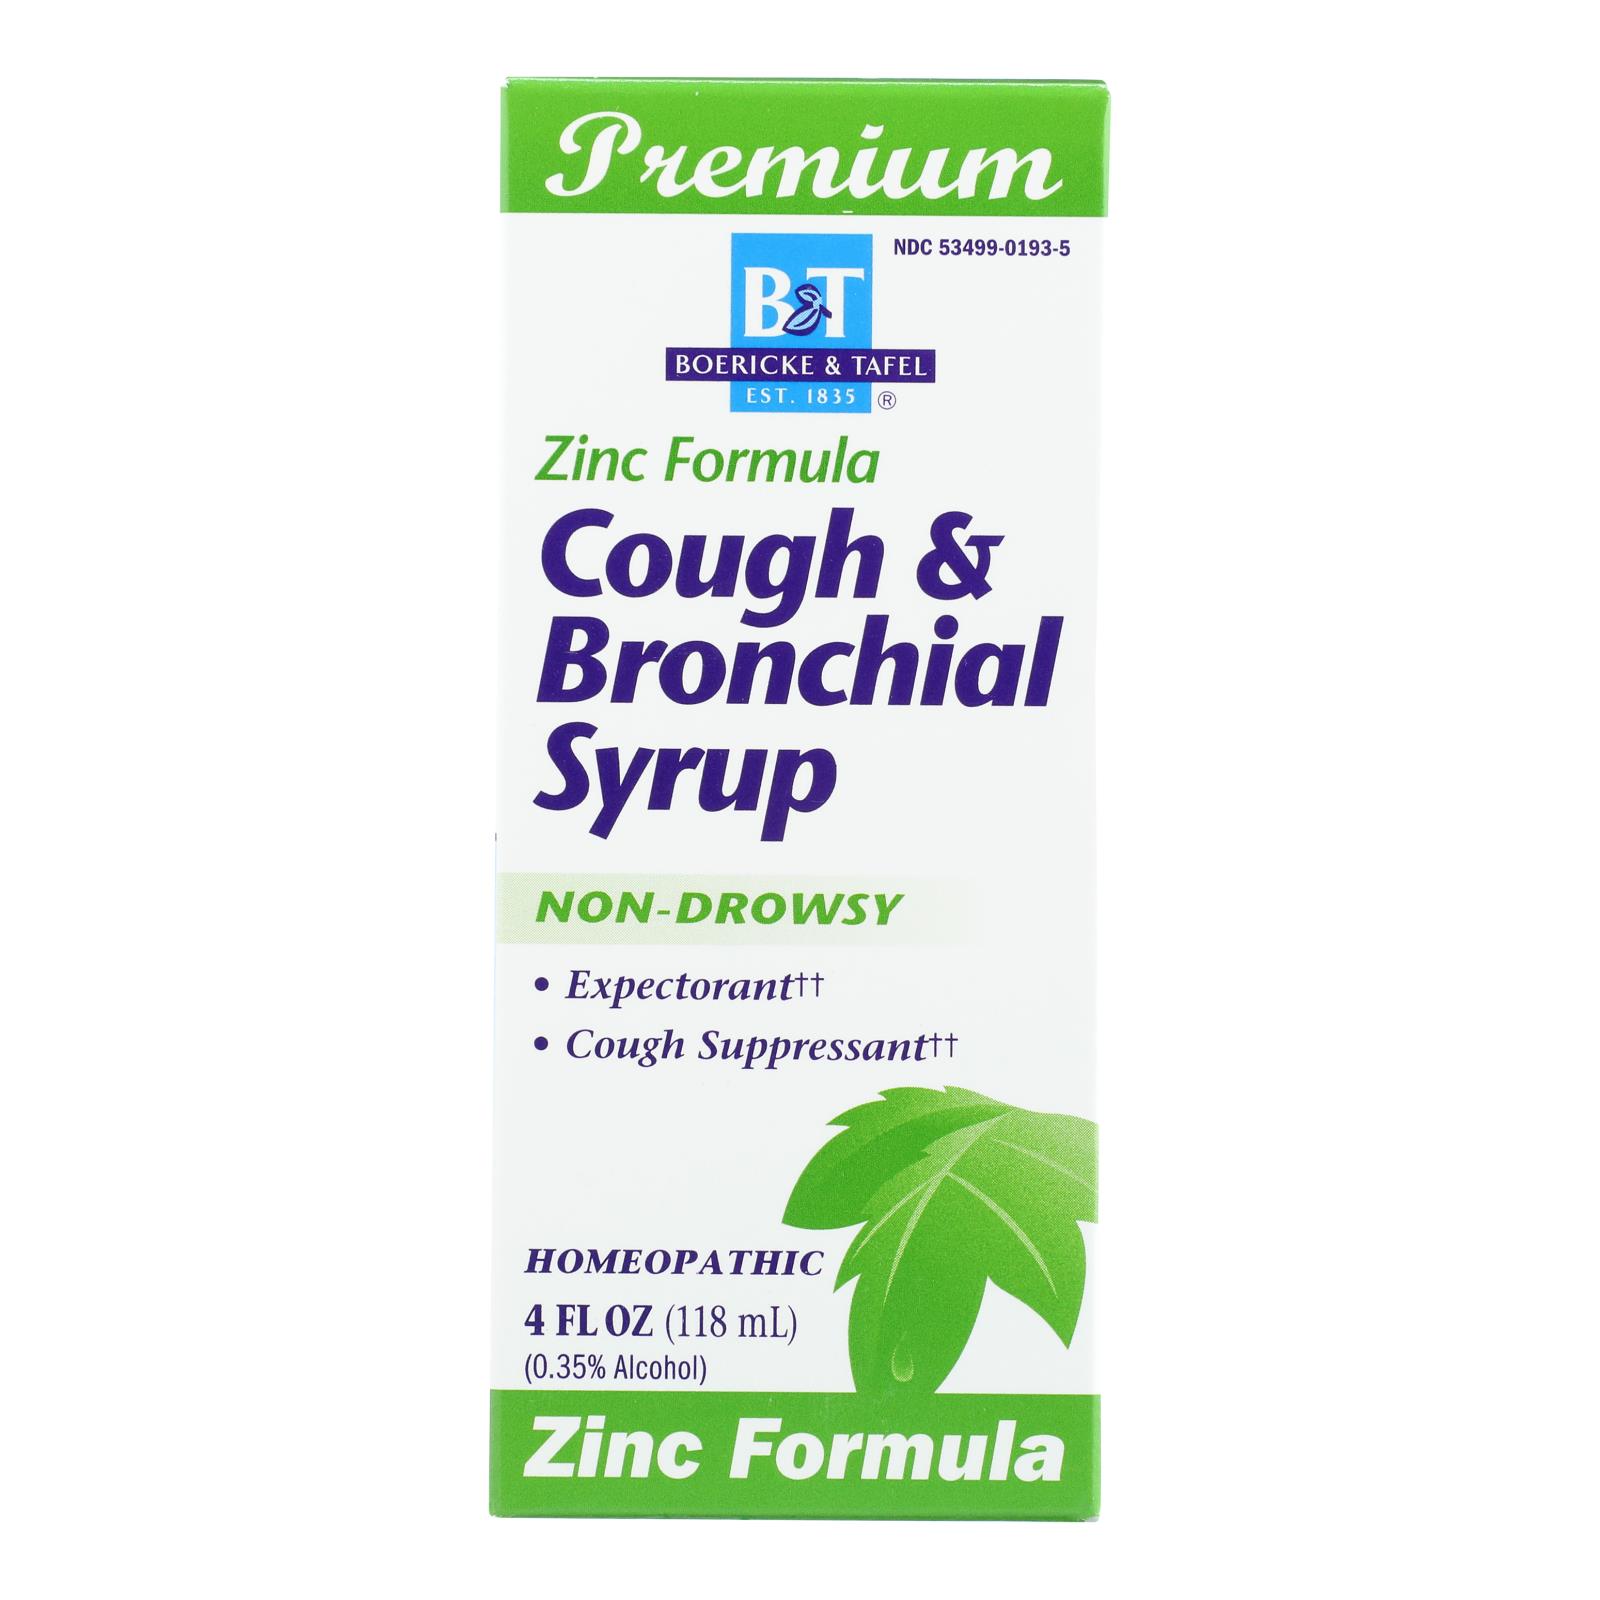 Premium
NDC 53499-0193-5
B&T
BOERICKE & TAFEL
EST. 1835 ®
Zinc Formula
Cough &
Bronchial
Syrup
NON-DROWSY
• Expectorant††
• Cough Suppressant††
HOMEOPATHIC
4 FL OZ (118 mL)
(0.35% Alcohol)
Zinc Formula